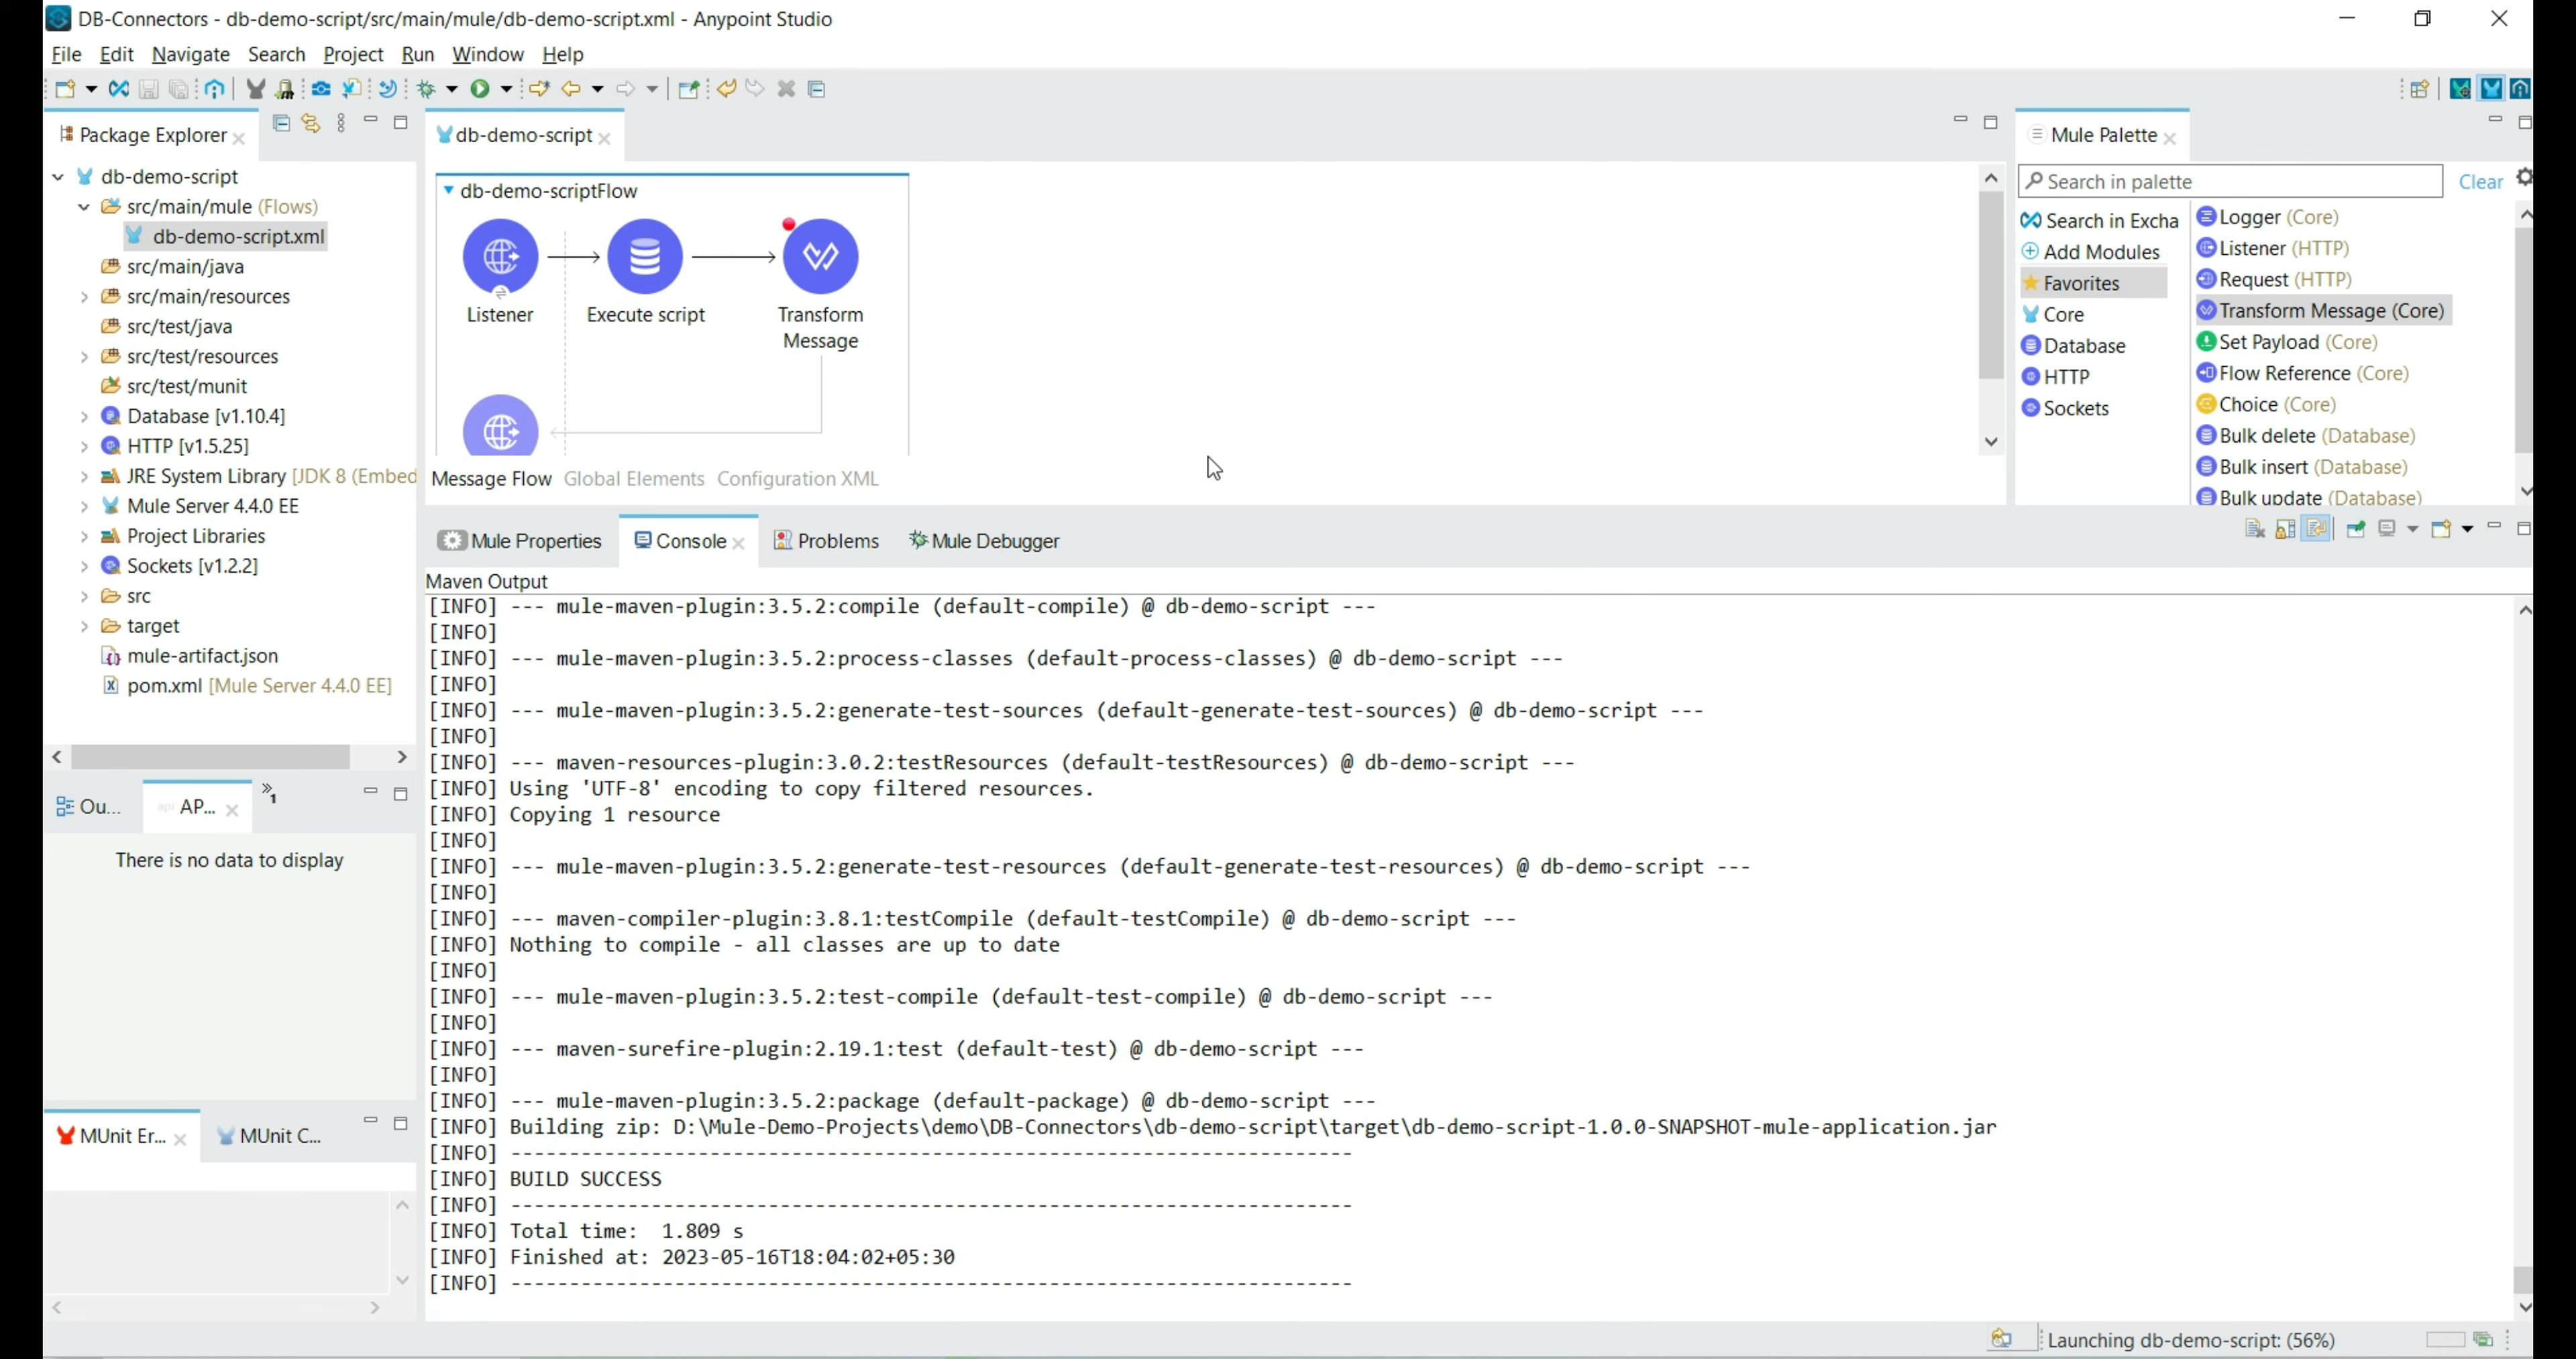 DB-Connectors - db-demo-script/src/main/mule/db-demo-script.xml - Anypoint Studio
File Edit Navigate Search Project Run Window Help
Package Explorer
db-demo-script
src/main/mule (Flows)
db-demo-script.xml
src/main/java
src/main/resources
src/test/java
src/test/resources
src/test/munit
Database [v1.10.4]
HTTP [v1.5.25]
JRE System Library [JDK 8 (Embed
Mule Server 4.4.0 EE
Project Libraries
Sockets [v1.2.2]
src
target
mule-artifact.json
pom.xml [Mule Server 4.4.0 EE]
Ou...
api AP...
»1
There is no data to display
MUnit Er...
MUnit C...
db-demo-script
db-demo-scriptFlow
Listener
Execute script
Transform
Message
Message Flow Global Elements Configuration XML
Mule Palette
Search in palette
Clear
Search in Excha
Add Modules
Favorites
Core
Database
HTTP
Sockets
Logger (Core)
Listener (HTTP)
Request (HTTP)
Transform Message (Core)
Set Payload (Core)
Flow Reference (Core)
Choice (Core)
Bulk delete (Database)
Bulk insert (Database)
Bulk update (Database)
Mule Properties
Console
Problems
Mule Debugger
Maven Output
[INFO] --- mule-maven-plugin:3.5.2:compile (default-compile) @ db-demo-script ---
[INFO]
[INFO] --- mule-maven-plugin:3.5.2:process-classes (default-process-classes) @ db-demo-script ---
[INFO]
[INFO] --- mule-maven-plugin:3.5.2:generate-test-sources (default-generate-test-sources) @ db-demo-script ---
[INFO]
[INFO] --- maven-resources-plugin:3.0.2:testResources (default-testResources) @ db-demo-script ---
[INFO] Using 'UTF-8' encoding to copy filtered resources.
[INFO] Copying 1 resource
[INFO]
[INFO] --- mule-maven-plugin:3.5.2:generate-test-resources (default-generate-test-resources) @ db-demo-script ---
[INFO]
[INFO] --- maven-compiler-plugin:3.8.1:testCompile (default-testCompile) @ db-demo-script ---
[INFO] Nothing to compile - all classes are up to date
[INFO]
[INFO] --- mule-maven-plugin:3.5.2:test-compile (default-test-compile) @ db-demo-script ---
[INFO]
[INFO] --- maven-surefire-plugin:2.19.1:test (default-test) @ db-demo-script ---
[INFO]
[INFO] --- mule-maven-plugin:3.5.2:package (default-package) @ db-demo-script ---
[INFO] Building zip: D:\Mule-Demo-Projects\demo\DB-Connectors\db-demo-script\target\db-demo-script-1.0.0-SNAPSHOT-mule-application.jar
[INFO] ------------------------------------------------------------------------
[INFO] BUILD SUCCESS
[INFO] ------------------------------------------------------------------------
[INFO] Total time:  1.809 s
[INFO] Finished at: 2023-05-16T18:04:02+05:30
[INFO] ------------------------------------------------------------------------
Launching db-demo-script: (56%)